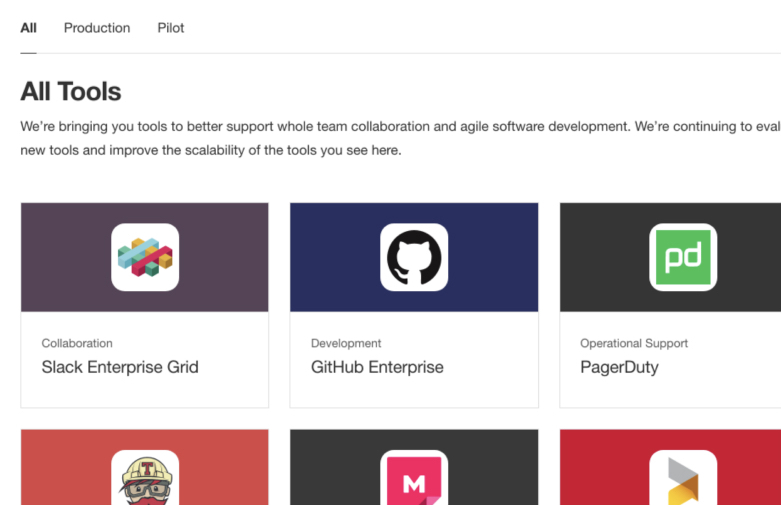 All Production Pilot
All Tools
We're bringing you tools to better support whole team collaboration and agile software development. We're continuing to eval
new tools and improve the scalability of the tools you see here.
pd
Collaboration
Slack Enterprise Grid
Development
GitHub Enterprise
Operational Support
PagerDuty
T
M